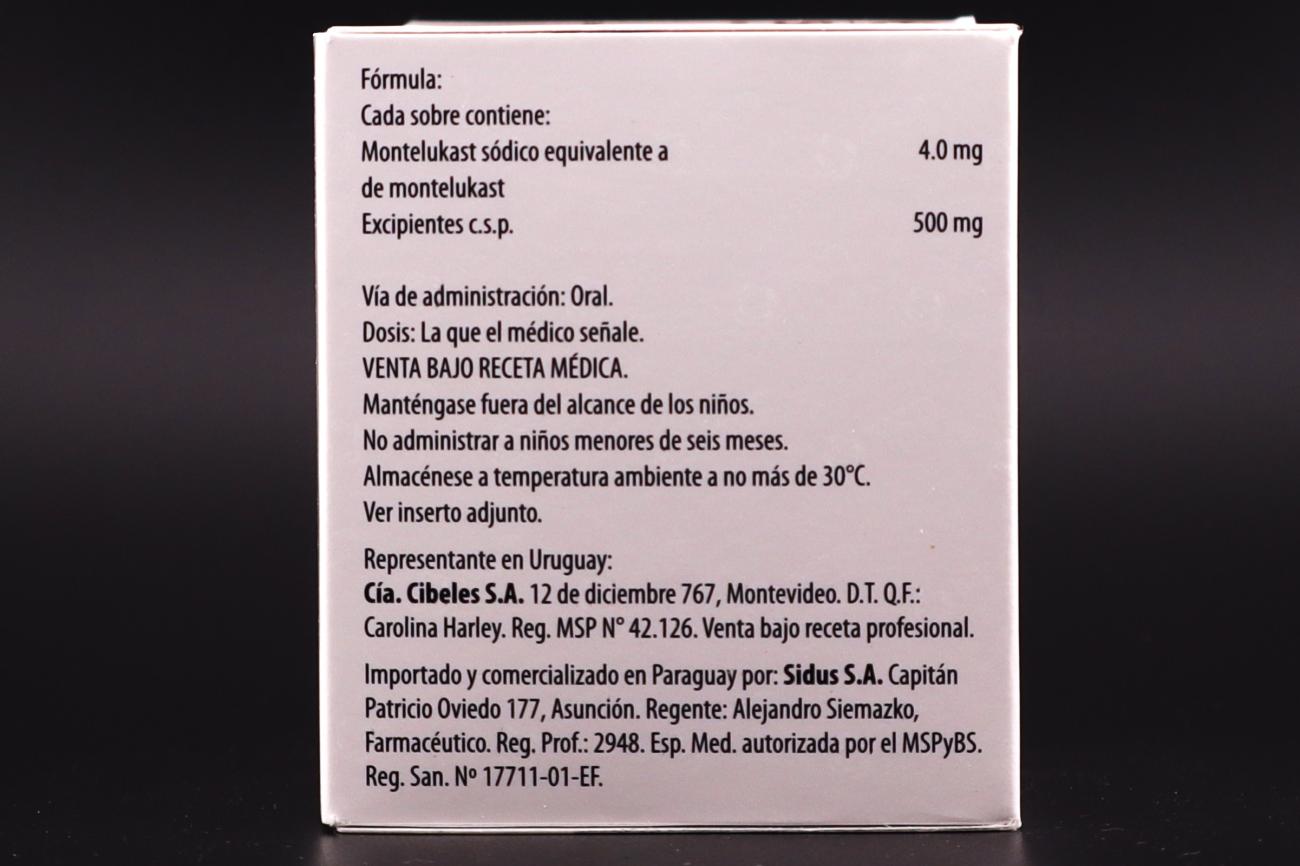 Fórmula:
Cada sobre contiene:
Montelukast sódico equivalente a 4.0 mg
de montelukast
Excipientes c.s.p. 500 mg
Vía de administración: Oral.
Dosis: La que el médico señale.
VENTA BAJO RECETA MÉDICA.
Manténgase fuera del alcance de los niños.
No administrar a niños menores de seis meses.
Almacénese a temperatura ambiente a no más de 30°C.
Ver inserto adjunto.
Representante en Uruguay:
Cía. Cibeles S.A. 12 de diciembre 767, Montevideo. D.T. Q.F.:
Carolina Harley. Reg. MSP N° 42.126. Venta bajo receta profesional.
Importado y comercializado en Paraguay por: Sidus S.A. Capitán
Patricio Oviedo 177, Asunción. Regente: Alejandro Siemazko,
Farmacéutico. Reg. Prof.: 2948. Esp. Med. autorizada por el MSPyBS.
Reg. San. Nº 17711-01-EF.